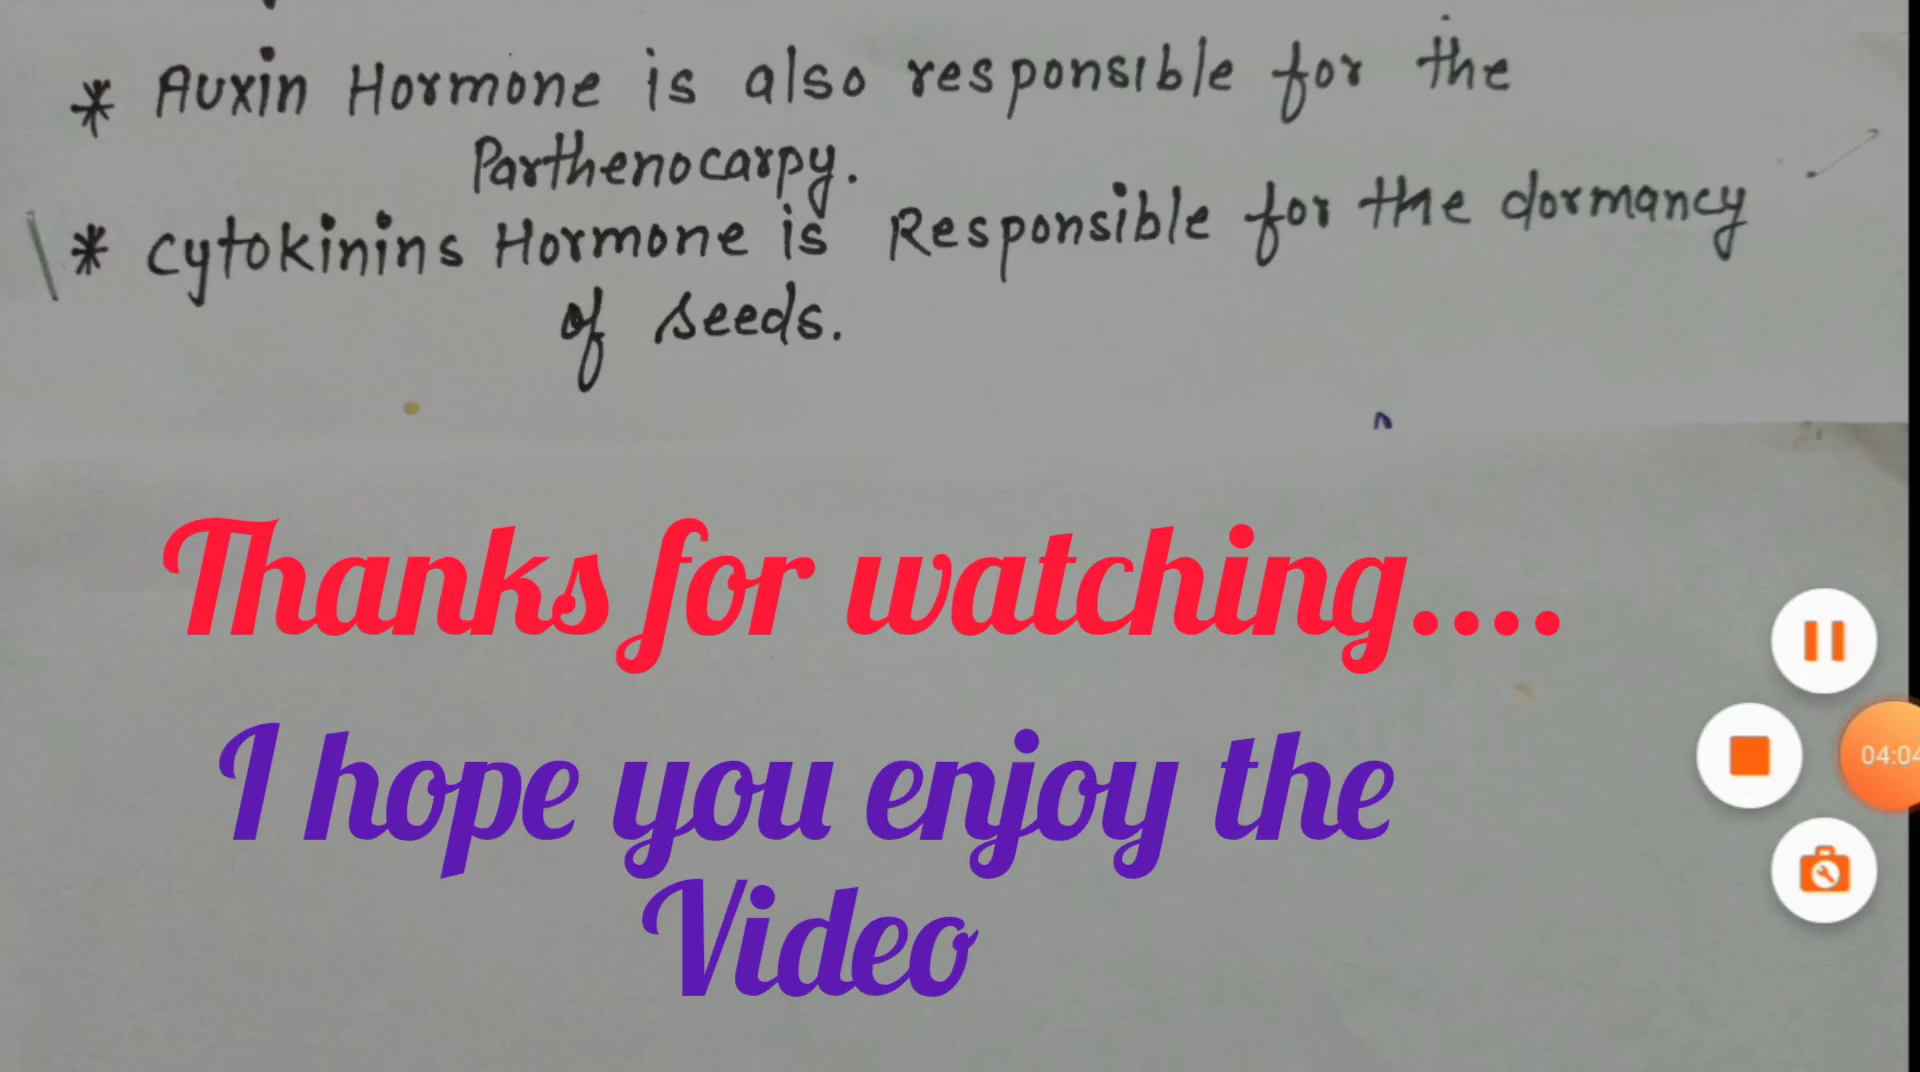 * Auxin Hormone is also responsible for the
Parthenocarpy.
* Cytokinins Hormone is Responsible for the dormancy
of seeds.
Thanks for watching....
I hope you enjoy the
Video
04:04